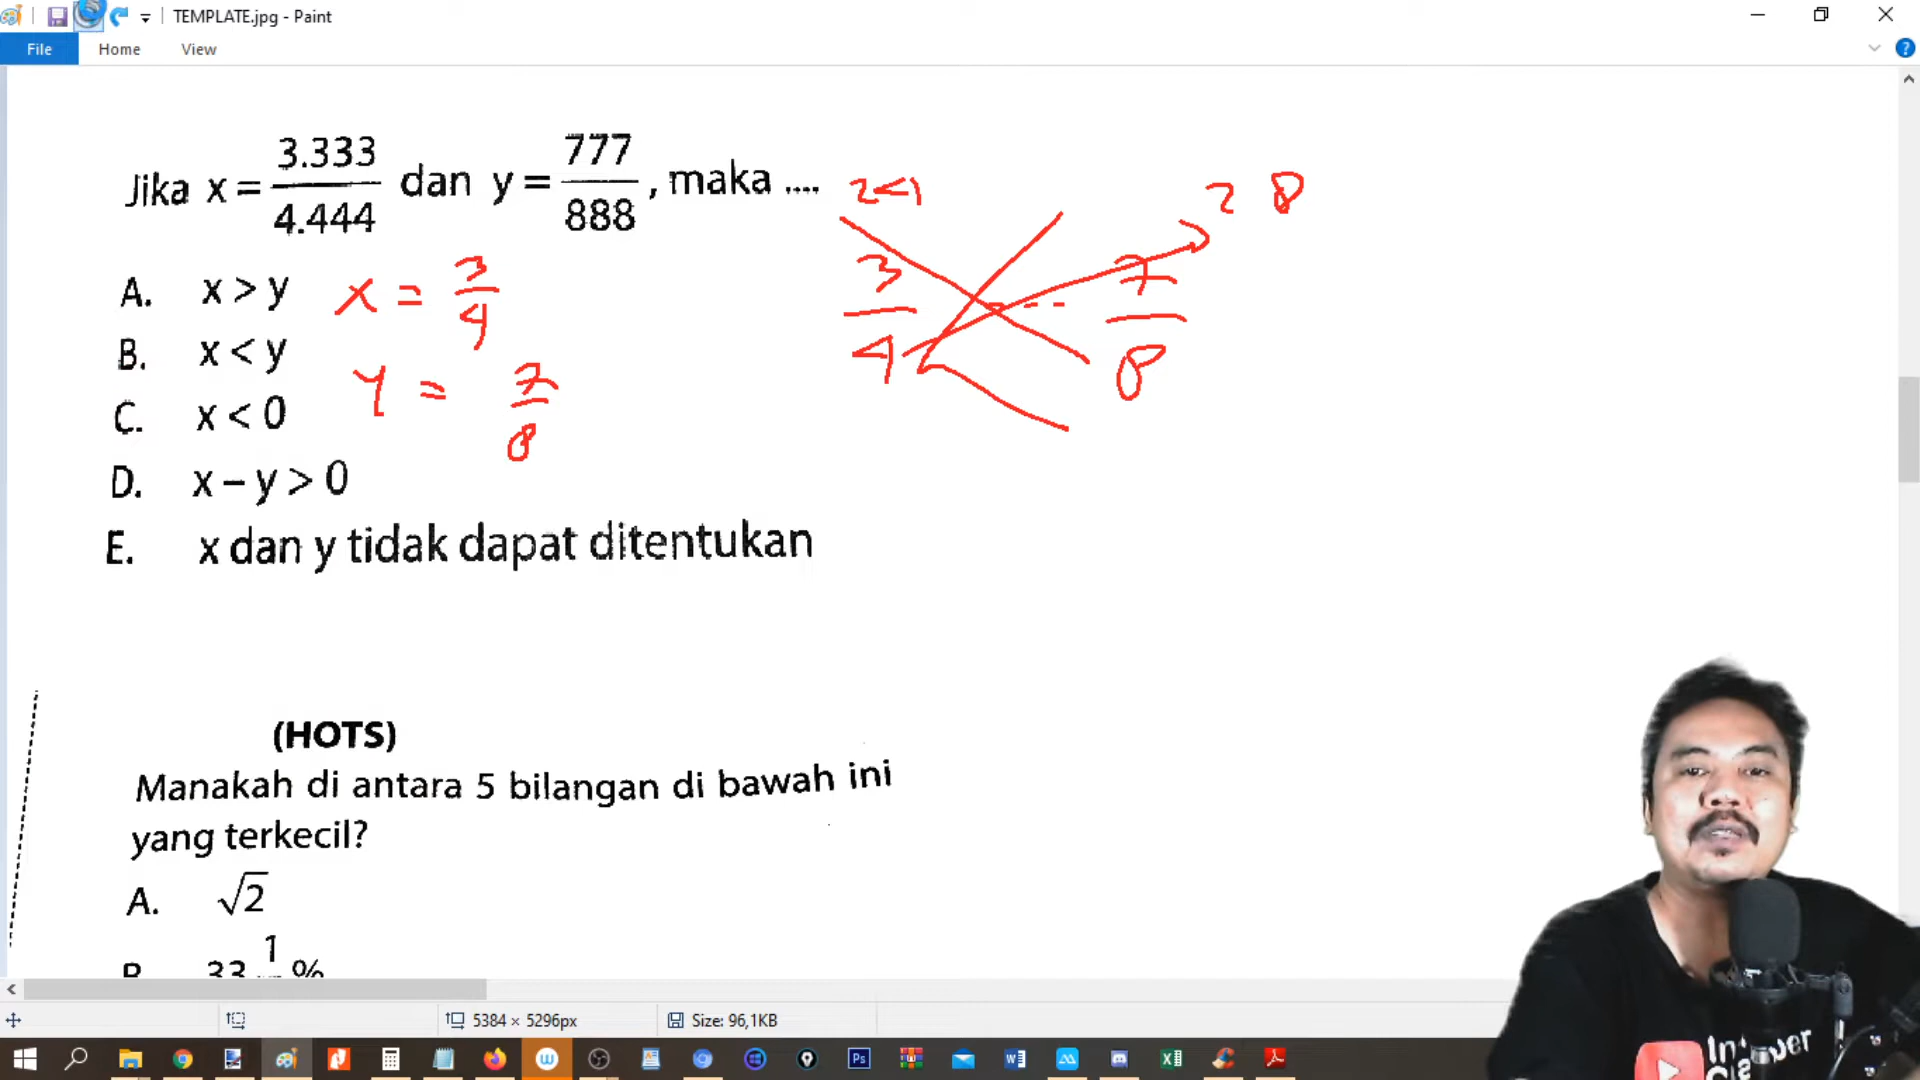 TEMPLATE.jpg - Paint
File Home View
Jika x = 3.333/4.444 dan y = 777/888, maka ....
A. x > y
B. x < y
C. x < 0
D. x – y > 0
E. x dan y tidak dapat ditentukan
x = 3/4
y = 7/8
3/4 7/8
(HOTS)
Manakah di antara 5 bilangan di bawah ini
yang terkecil?
A. √2
B. 33 1 %
5384 × 5296px
Size: 96,1KB